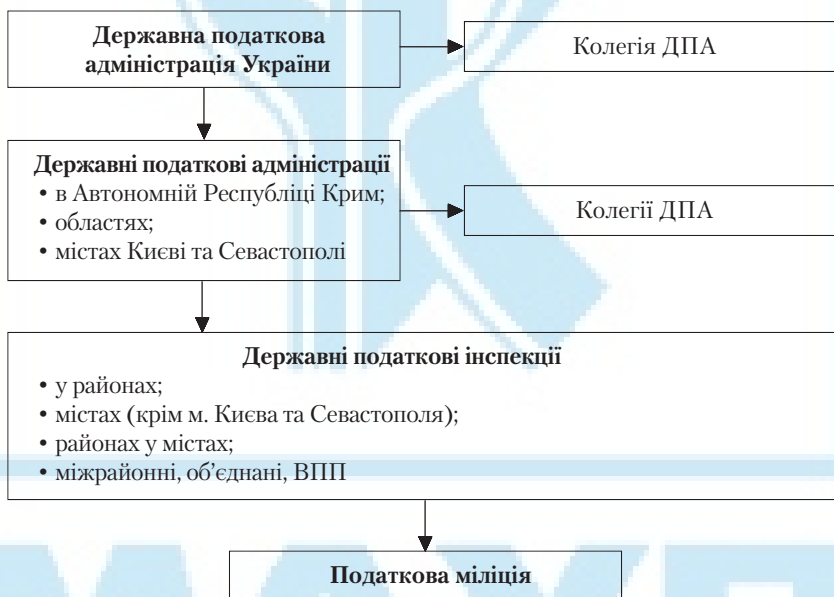 Державна податкова
адміністрація України
Колегія ДПА
Державні податкові адміністрації
• в Автономній Республіці Крим;
• областях;
• містах Києві та Севастополі
Колегії ДПА
Державні податкові інспекції
• у районах;
• містах (крім м. Києва та Севастополя);
• районах у містах;
• міжрайонні, об’єднані, ВПП
Податкова міліція